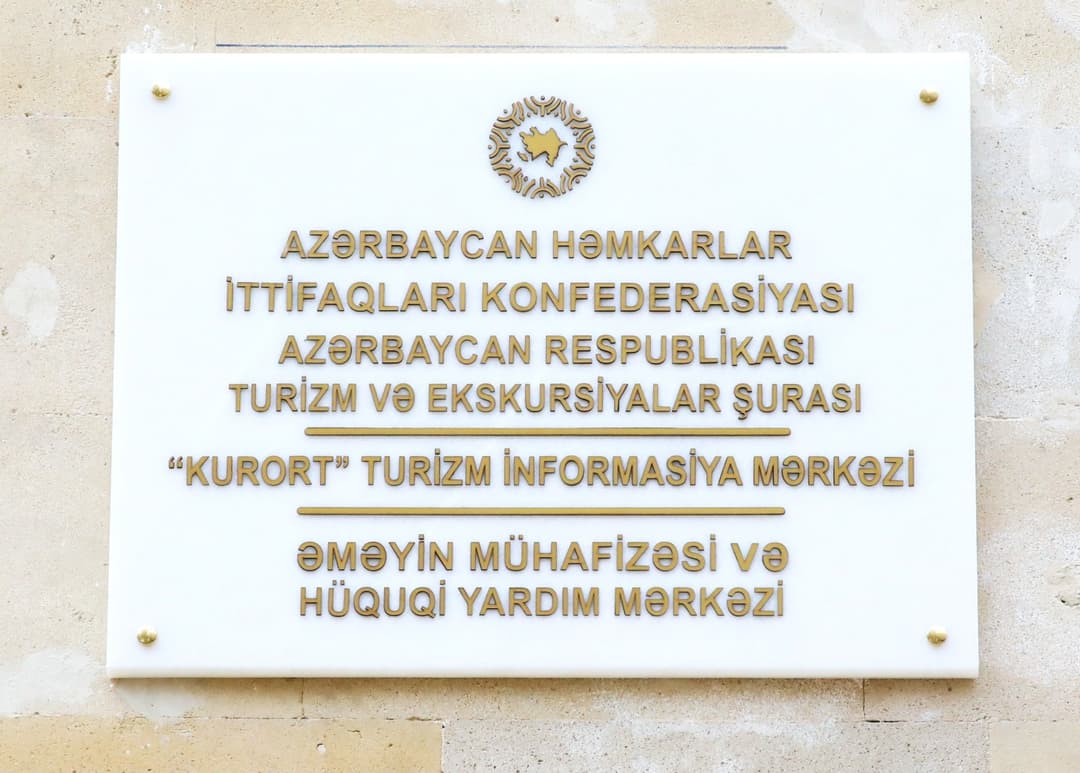 AZƏRBAYCAN HƏMKARLAR
İTTİFAQLARI KONFEDERASİYASI
AZƏRBAYCAN RESPUBLİKASI
TURİZM VƏ EKSKURSİYALAR ŞURASI
“KURORT” TURİZM İNFORMASİYA MƏRKƏZİ
ƏMƏYİN MÜHAFİZƏSİ VƏ
HÜQUQİ YARDIM MƏRKƏZİ